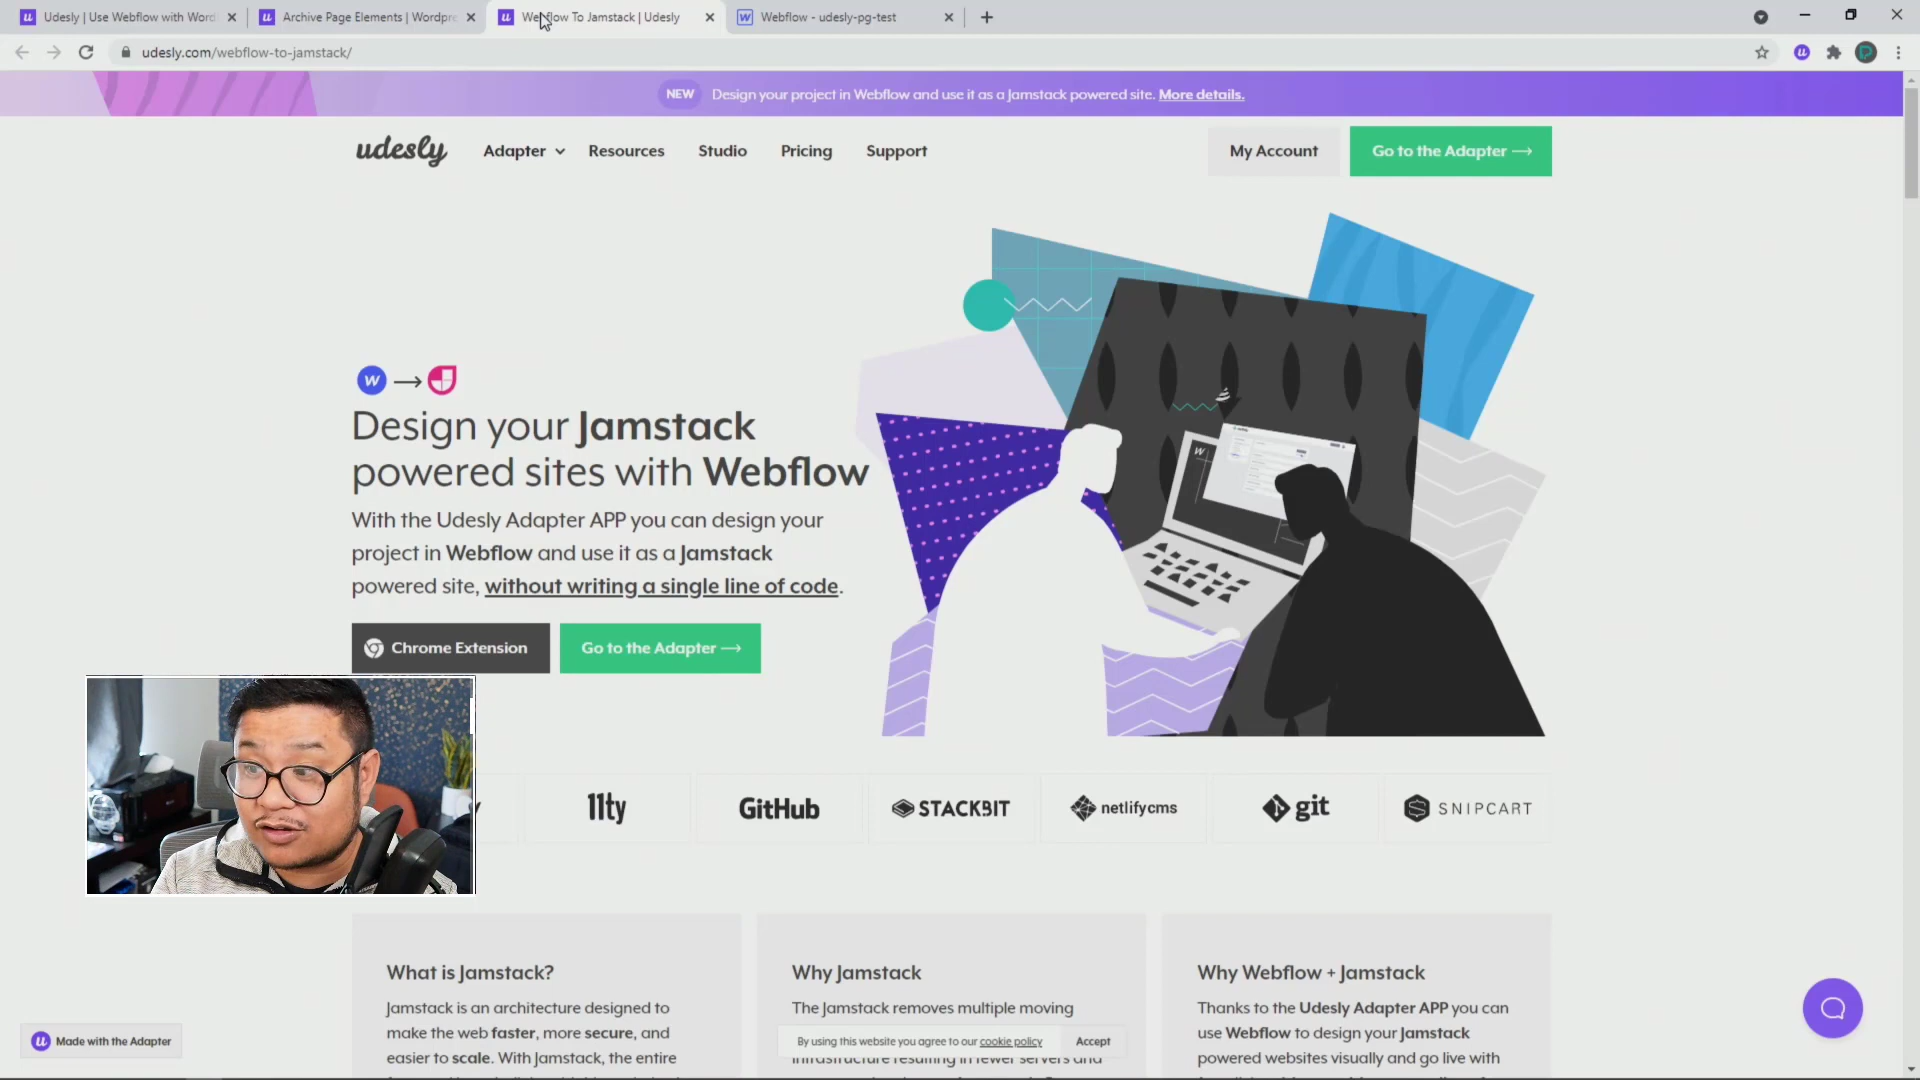 Udesly | Use Webflow with Word
Archive Page Elements | Wordpre
Webflow To Jamstack | Udesly
Webflow - udesly-pg-test
udesly.com/webflow-to-jamstack/
NEW Design your project in Webflow and use it as a Jamstack powered site. More details.
udesly Adapter Resources Studio Pricing Support My Account Go to the Adapter →
W →
Design your Jamstack
powered sites with Webflow
With the Udesly Adapter APP you can design your
project in Webflow and use it as a Jamstack
powered site, without writing a single line of code.
Chrome Extension Go to the Adapter →
11ty GitHub STACKBIT netlifycms git SNIPCART
What is Jamstack?
Jamstack is an architecture designed to
make the web faster, more secure, and
easier to scale. With Jamstack, the entire
Why Jamstack
The Jamstack removes multiple moving
infrastructure resulting in fewer servers and
Why Webflow + Jamstack
Thanks to the Udesly Adapter APP you can
use Webflow to design your Jamstack
powered websites visually and go live with
By using this website you agree to our cookie policy Accept
Made with the Adapter